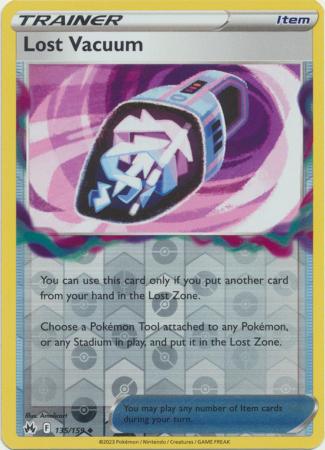 TRAINER
Item
Lost Vacuum
You can use this card only if you put another card
from your hand in the Lost Zone.
Choose a Pokémon Tool attached to any Pokémon,
or any Stadium in play, and put it in the Lost Zone.
Illus. AncoIcart
F 135/159 ◆
You may play any number of Item cards
during your turn.
©2023 Pokémon / Nintendo / Creatures / GAME FREAK